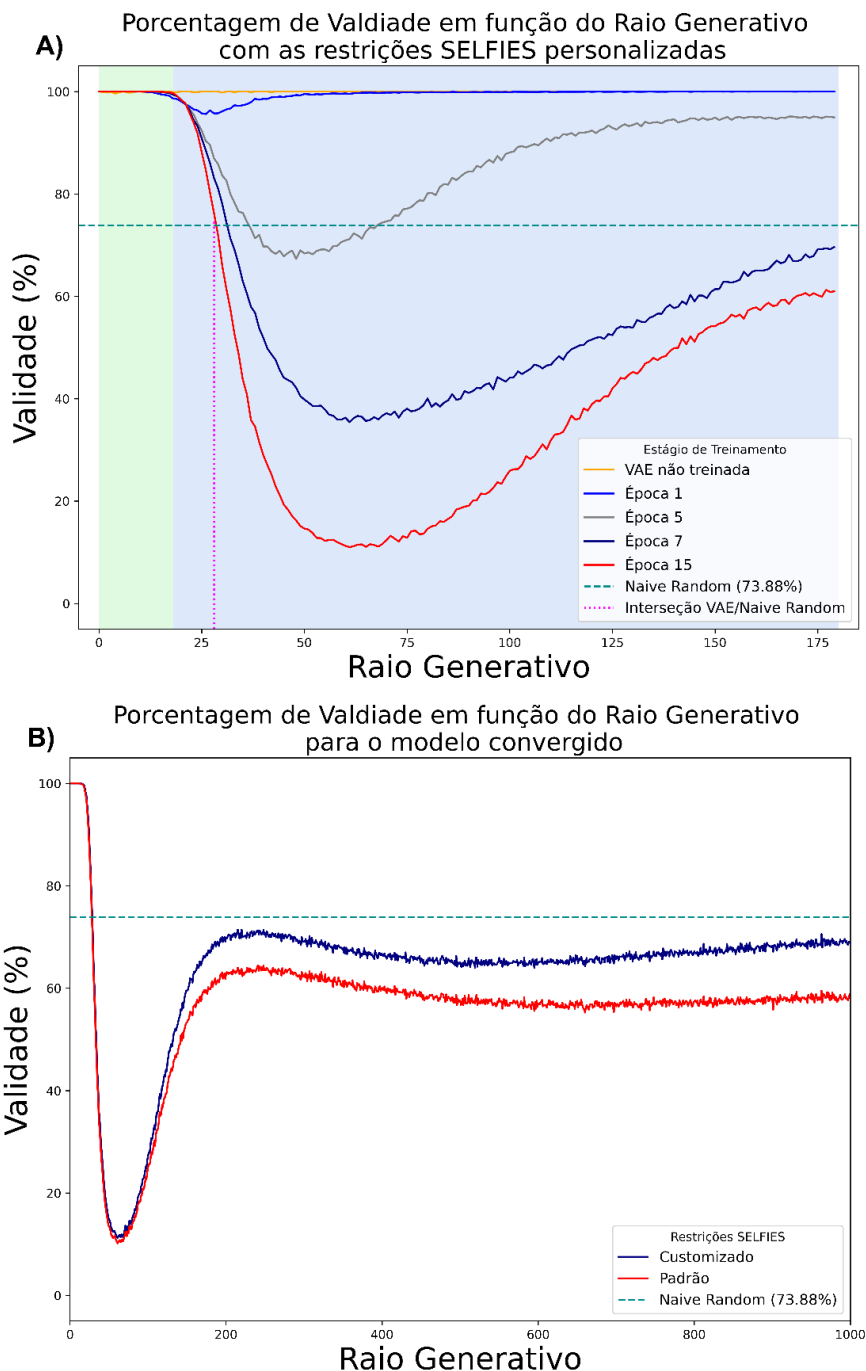 A)
Porcentagem de Valdiade em função do Raio Generativo
com as restrições SELFIES personalizadas
Validade (%)
100
80
60
40
20
0
Estágio de Treinamento
VAE não treinada
Época 1
Época 5
Época 7
Época 15
Naive Random (73.88%)
Interseção VAE/Naive Random
0
25
50
75
100
125
150
175
Raio Generativo
B)
Porcentagem de Valdiade em função do Raio Generativo
para o modelo convergido
Validade (%)
100
80
60
40
20
0
Restrições SELFIES
Customizado
Padrão
Naive Random (73.88%)
0
200
400
600
800
1000
Raio Generativo